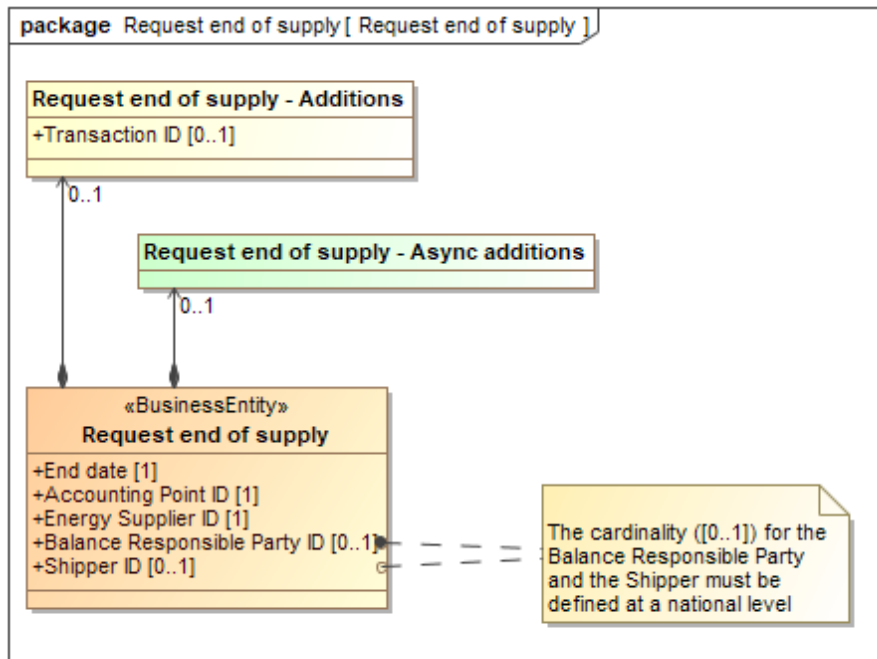 package Request end of supply [ Request end of supply ]
Request end of supply - Additions
+Transaction ID [0..1]
0..1
Request end of supply - Async additions
0..1
«BusinessEntity»
Request end of supply
+End date [1]
+Accounting Point ID [1]
+Energy Supplier ID [1]
+Balance Responsible Party ID [0..1]
+Shipper ID [0..1]
The cardinality ([0..1]) for the
Balance Responsible Party
and the Shipper must be
defined at a national level